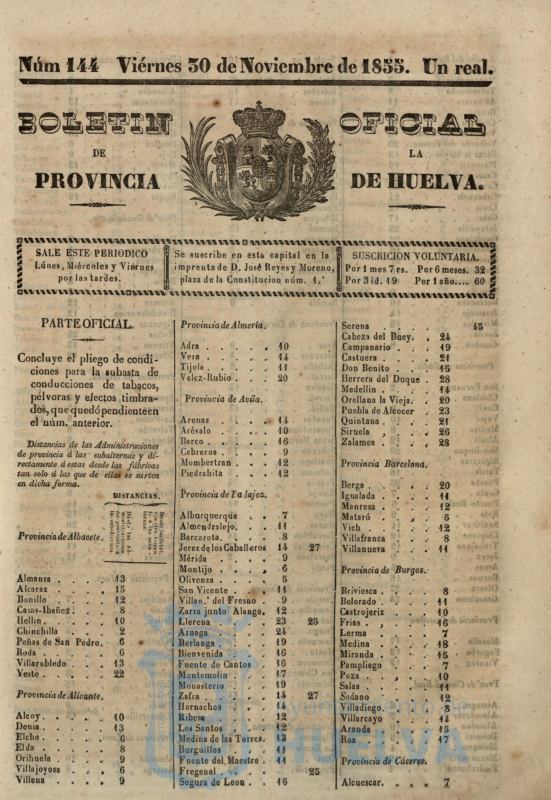 Núm 144 Viérnes 30 de Noviembre de 1855. Un real.
BOLETIN OFICIAL
DE LA
PROVINCIA DE HUELVA.
SALE ESTE PERIODICO
Lúnes, Miércoles y Viernes
por las tardes.
Se suscribe en esta capital en la
imprenta de D. José Reyes y Moreno,
plaza de la Constitucion núm. 1.º
SUSCRICION VOLUNTARIA.
Por 1 mes 7 rs. Por 6 meses. 32
Por 3 id. 19 Por 1 año.... 60
PARTE OFICIAL.
Concluye el pliego de condi-
ciones para la subasta de
conducciones de tabacos,
pólvoras y efectos timbra-
dos, que quedó pendiente en
el núm. anterior.
Distancias de las Administraciones
de provincia á las subalternas y di-
rectamente á estas desde las fábricas
tan solo á las que de ellas se surten
en dicha forma.
DISTANCIAS.
Provincia de Albacete.
Almansa . . . . 13
Alcaraz . . . . 15
Bonillo . . . . 12
Casas-Ibañez . . . 8
Hellin . . . . 10
Chinchilla . . . 2
Peñas de San Pedro. . 6
Roda . . . . 6
Villarobledo . . . 13
Yeste . . . . 22
Provincia de Alicante.
Alcoy . . . . 10
Denia . . . . 13
Elche . . . . 6
Elda . . . . 8
Orihuela . . . . 9
Villajoyosa . . . 6
Villena . . . . 9
Provincia de Almería.
Adra . . . . 10
Vera . . . . 14
Tijela . . . . 11
Velez-Rubio . . . 20
Provincia de Avila.
Arenas . . . . 14
Arévalo . . . . 10
Barco . . . . 16
Cebreros . . . . 9
Mombertran . . . 12
Piedrahita . . . 12
Provincia de Badajoz.
Alburquerque . . . 7
Almendralejo . . . 11
Barcarota . . . . 8
Jerez de los Caballeros 14 27
Mérida . . . . 9
Montijo . . . . 6
Olivenza . . . . 5
San Vicente . . . 11
Villan.ª del Fresno . 9
Zarza junto Alange. . 12
Llerena . . . . 23 25
Azuaga . . . . 24
Berlanga . . . . 19
Bienvenida . . . 16
Fuente de Cantos . . 16
Montemolin . . . 17
Monasterio . . . 19
Zafra . . . . 14 27
Hornachos . . . 14
Ribera . . . . 12
Los Santos . . . 12
Medina de las Torres. . 13
Burguillos . . . 11
Fuente del Maestre . . 11
Fregenal . . . . 25
Segura de Leon . . . 16
Serena . . . . 15
Cabeza del Buey. . . 24
Campanario . . . 19
Castuera . . . . 21
Don Benito . . . 15
Herrera del Duque . . 28
Medellin . . . . 14
Orellana la Vieja. . . 20
Puebla de Alcocer . . 23
Quintana . . . . 21
Siruela . . . . 26
Zalamea . . . . 28
Provincia Barcelona.
Berga . . . . 20
Igualada . . . . 11
Manresa . . . . 12
Mataró . . . . 5
Vich . . . . 12
Villafranca . . . 8
Villanueva . . . 11
Provincia de Burgos.
Briviesca . . . . 8
Belorado . . . . 11
Castrojeriz . . . 10
Frias . . . . 16
Lerma . . . . 7
Medina . . . . 18
Miranda . . . . 15
Pampliego . . . 7
Poza . . . . 10
Salas . . . . 11
Sedano . . . . 12
Villadiego . . . . 8
Villarcayo . . . 14
Aranda . . . . 15
Roa . . . . 17
Provincia de Cáceres.
Alcuescar . . . . 7
HUELVA